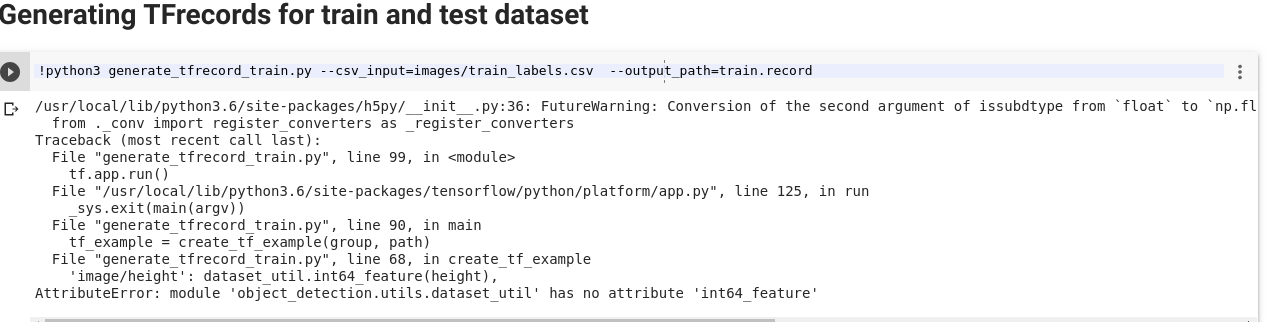 Generating TFrecords for train and test dataset
!python3 generate_tfrecord_train.py --csv_input=images/train_labels.csv  --output_path=train.record
/usr/local/lib/python3.6/site-packages/h5py/__init__.py:36: FutureWarning: Conversion of the second argument of issubdtype from `float` to `np.fl
  from ._conv import register_converters as _register_converters
Traceback (most recent call last):
  File "generate_tfrecord_train.py", line 99, in <module>
    tf.app.run()
  File "/usr/local/lib/python3.6/site-packages/tensorflow/python/platform/app.py", line 125, in run
    _sys.exit(main(argv))
  File "generate_tfrecord_train.py", line 90, in main
    tf_example = create_tf_example(group, path)
  File "generate_tfrecord_train.py", line 68, in create_tf_example
    'image/height': dataset_util.int64_feature(height),
AttributeError: module 'object_detection.utils.dataset_util' has no attribute 'int64_feature'